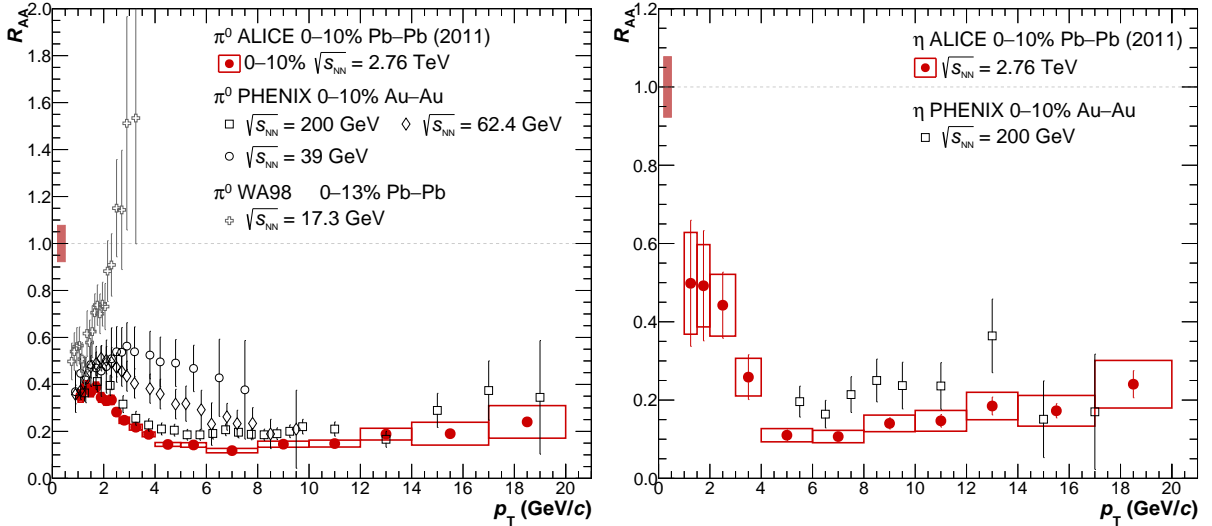 R_AA
2.0
1.8
1.6
1.4
1.2
1.0
0.8
0.6
0.4
0.2
0.0
π⁰ ALICE 0–10% Pb–Pb (2011)
0–10% √s_NN = 2.76 TeV
π⁰ PHENIX 0–10% Au–Au
√s_NN = 200 GeV √s_NN = 62.4 GeV
√s_NN = 39 GeV
π⁰ WA98 0–13% Pb–Pb
√s_NN = 17.3 GeV
0 2 4 6 8 10 12 14 16 18 20
p_T (GeV/c)
R_AA
1.2
1.0
0.8
0.6
0.4
0.2
0.0
η ALICE 0–10% Pb–Pb (2011)
√s_NN = 2.76 TeV
η PHENIX 0–10% Au–Au
√s_NN = 200 GeV
0 2 4 6 8 10 12 14 16 18 20
p_T (GeV/c)